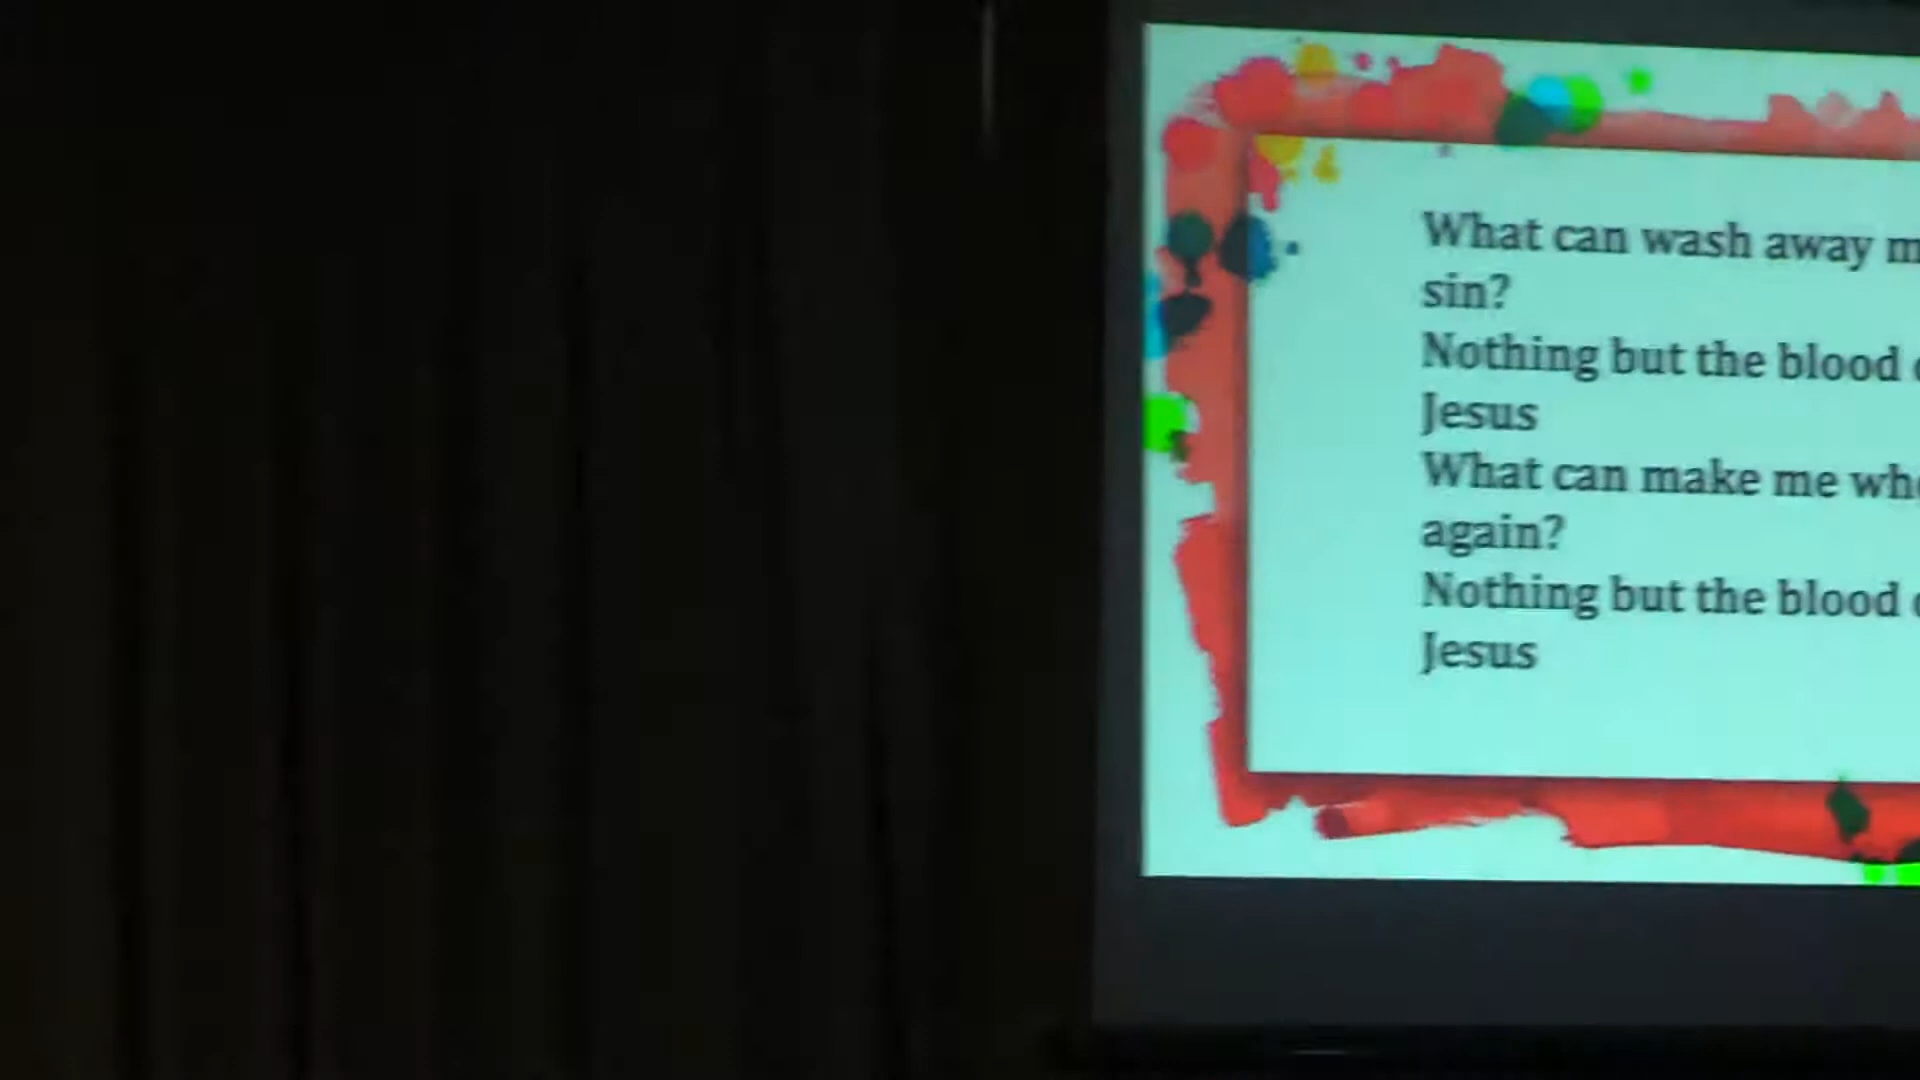 What can wash away
sin?
Nothing but the blood
Jesus
What can make me
again?
Nothing but the blood
Jesus